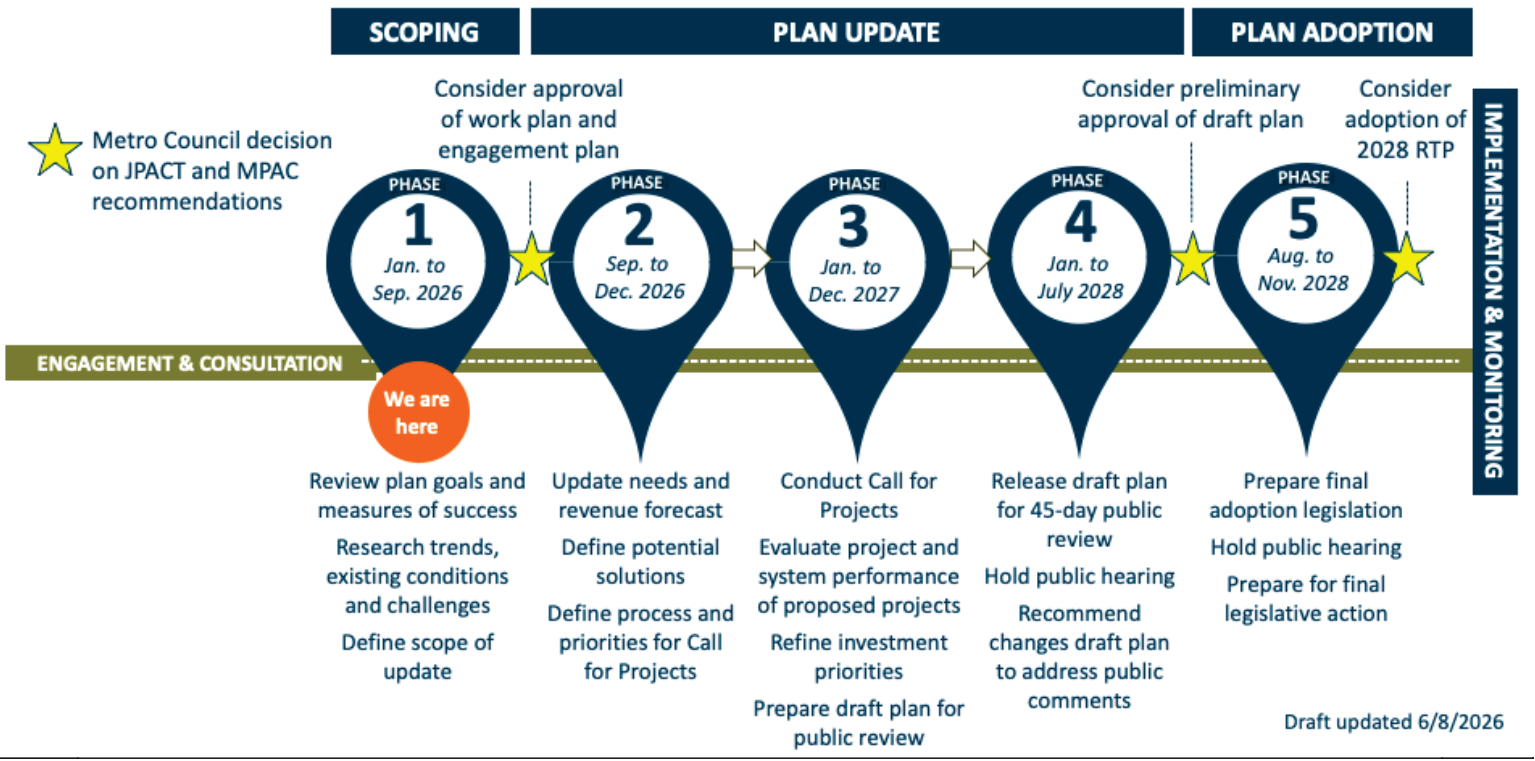 SCOPING
PLAN UPDATE
PLAN ADOPTION
Metro Council decision
on JPACT and MPAC
recommendations
Consider approval
of work plan and
engagement plan
Consider preliminary
approval of draft plan
Consider
adoption of
2028 RTP
PHASE
1
Jan. to
Sep. 2026
PHASE
2
Sep. to
Dec. 2026
PHASE
3
Jan. to
Dec. 2027
PHASE
4
Jan. to
July 2028
PHASE
5
Aug. to
Nov. 2028
IMPLEMENTATION & MONITORING
ENGAGEMENT & CONSULTATION
We are
here
Review plan goals and
measures of success
Research trends,
existing conditions
and challenges
Define scope of
update
Update needs and
revenue forecast
Define potential
solutions
Define process and
priorities for Call
for Projects
Conduct Call for
Projects
Evaluate project and
system performance
of proposed projects
Refine investment
priorities
Prepare draft plan for
public review
Release draft plan
for 45-day public
review
Hold public hearing
Recommend
changes draft plan
to address public
comments
Prepare final
adoption legislation
Hold public hearing
Prepare for final
legislative action
Draft updated 6/8/2026